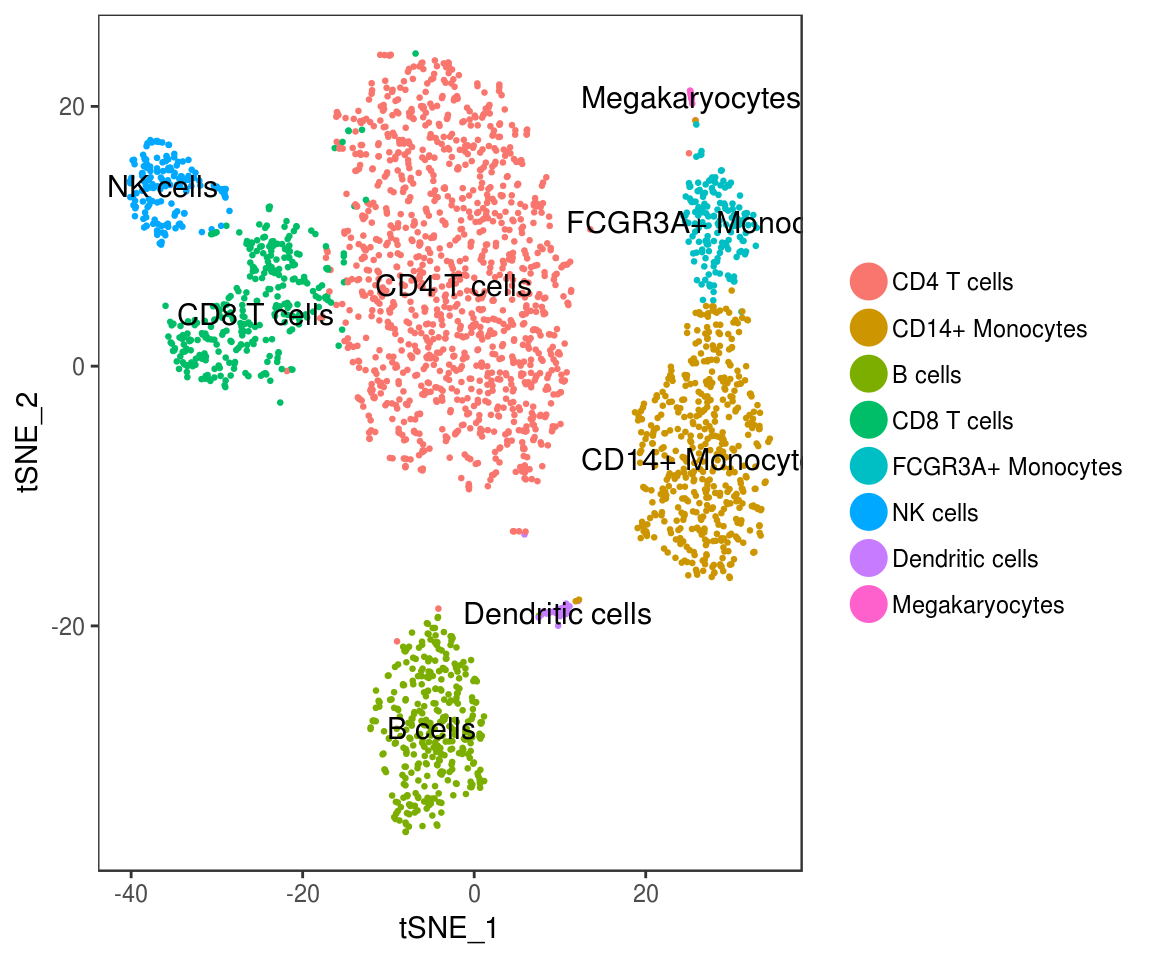 Megakaryocytes
20
NK cells
FCGR3A+ Monoc
CD4 T cells
CD8 T cells
0
CD14+ Monocyt
Dendritic cells
-20
B cells
tSNE_2
-40
-20
0
20
tSNE_1
CD4 T cells
CD14+ Monocytes
B cells
CD8 T cells
FCGR3A+ Monocytes
NK cells
Dendritic cells
Megakaryocytes